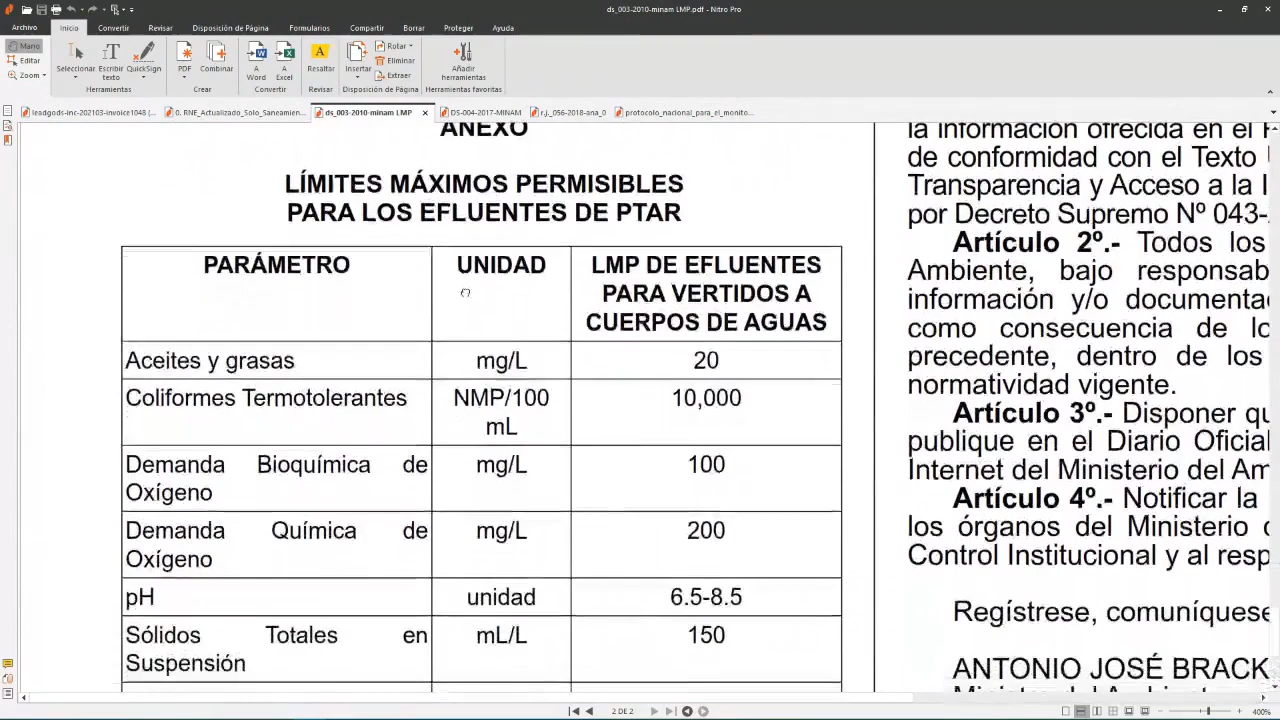 ds_003-2010-minam LMP.pdf - Nitro Pro
Archivo Inicio Convertir Revisar Disposición de Página Formularios Compartir Borrar Proteger Ayuda
Mano
Editar
Zoom
Seleccionar
Escribir texto
QuickSign
Herramientas
PDF
Combinar
Crear
A Word
A Excel
Convertir
Resaltar
Revisar
Insertar
Rotar
Eliminar
Extraer
Disposición de Página
Añadir herramientas
Herramientas favoritas
leadgods-inc-202103-invoice1048 (... 0. RNE_Actualizado_Solo_Saneamien... ds_003-2010-minam LMP DS-004-2017-MINAM r.j._056-2018-ana_0 protocolo_nacional_para_el_monito...
ANEXO
LÍMITES MÁXIMOS PERMISIBLES
PARA LOS EFLUENTES DE PTAR
PARÁMETRO UNIDAD LMP DE EFLUENTES
PARA VERTIDOS A
CUERPOS DE AGUAS
Aceites y grasas mg/L 20
Coliformes Termotolerantes NMP/100 10,000
mL
Demanda Bioquímica de mg/L 100
Oxígeno
Demanda Química de mg/L 200
Oxígeno
pH unidad 6.5-8.5
Sólidos Totales en mL/L 150
Suspensión
la información ofrecida en el
de conformidad con el Texto
Transparencia y Acceso a la
por Decreto Supremo Nº 043-
Artículo 2º.- Todos los
Ambiente, bajo responsab
información y/o documenta
como consecuencia de lo
precedente, dentro de los
normatividad vigente.
Artículo 3º.- Disponer qu
publique en el Diario Oficial
Internet del Ministerio del Am
Artículo 4º.- Notificar la
los órganos del Ministerio
Control Institucional y al resp
Regístrese, comuníquese
ANTONIO JOSÉ BRACK
2 DE 2
400%